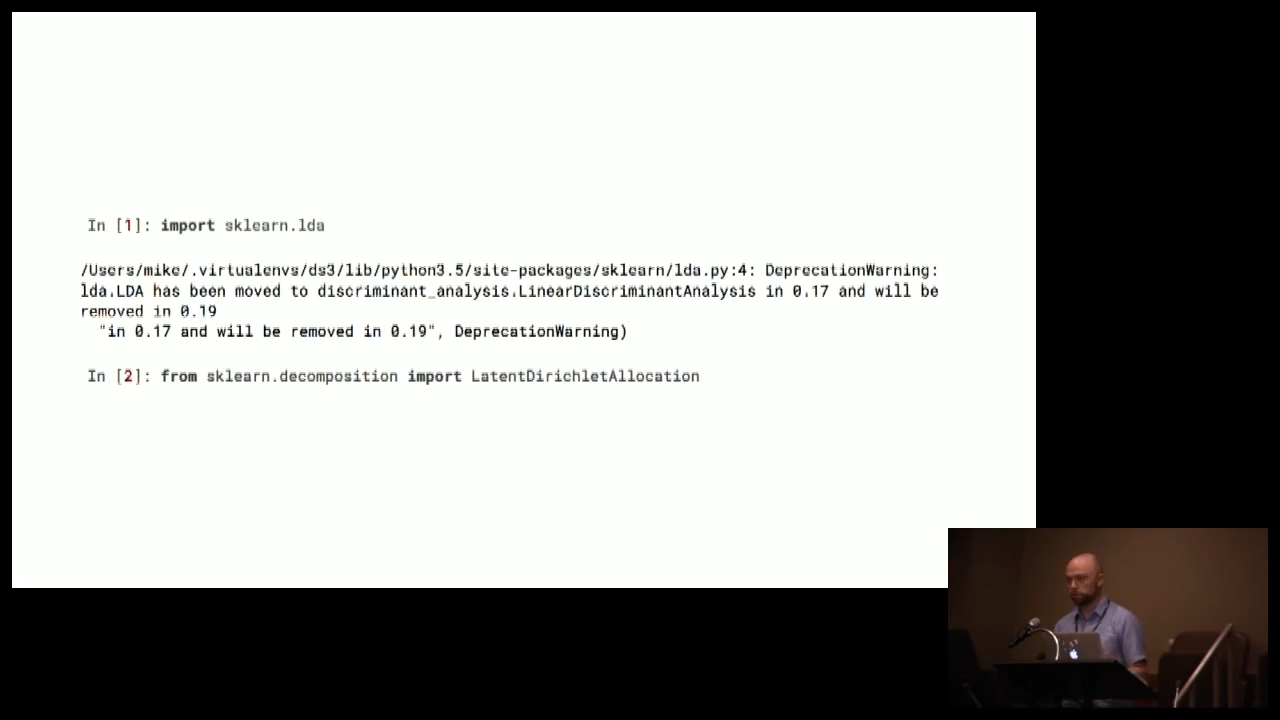 In [1]: import sklearn.lda
/Users/mike/.virtualenvs/ds3/lib/python3.5/site-packages/sklearn/lda.py:4: DeprecationWarning:
lda.LDA has been moved to discriminant_analysis.LinearDiscriminantAnalysis in 0.17 and will be
removed in 0.19
"in 0.17 and will be removed in 0.19", DeprecationWarning)
In [2]: from sklearn.decomposition import LatentDirichletAllocation